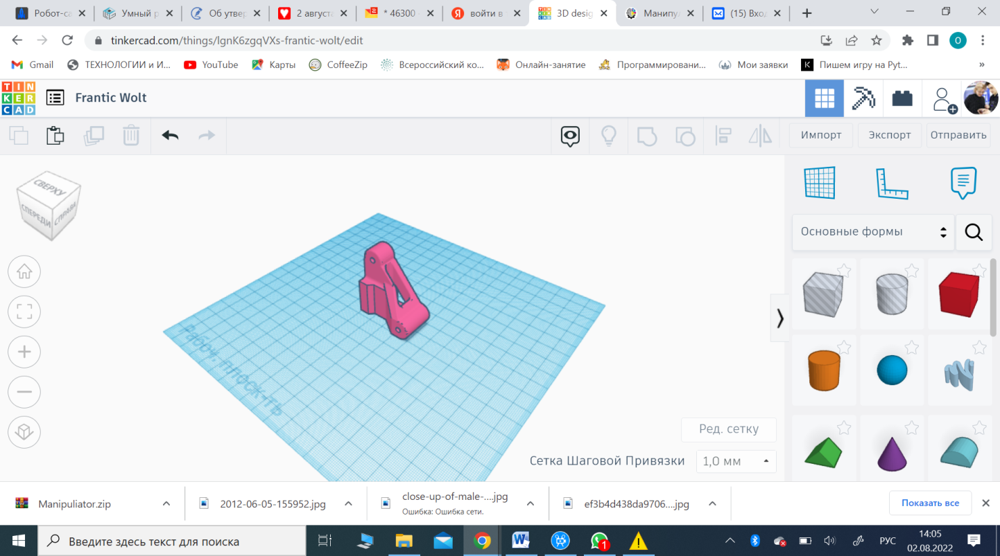 Робот-са
Умный р
Об утвер
2 август
* 46300 -
войти в
3D desig
Манипул
(15) Вход
tinkercad.com/things/lgnK6zgqVXs-frantic-wolt/edit
O
Gmail
ТЕХНОЛОГИИ и И...
YouTube
Карты
CoffeeZip
Всероссийский ко...
Онлайн-занятие
Программировани...
Мои заявки
K
Пишем игру на Pyt...
»
TIN
KER
CAD
Frantic Wolt
Импорт
Экспорт
Отправить
СВЕРХУ
СПЕРЕДИ
СПРАВА
Основные формы
Рабоч. плоск-ть
Ред. сетку
Сетка Шаговой Привязки
1,0 мм
Manipuliator.zip
2012-06-05-155952.jpg
close-up-of-male-....jpg
Ошибка: Ошибка сети.
ef3b4d438da9706....jpg
Показать все
Введите здесь текст для поиска
W
1
РУС
14:05
02.08.2022